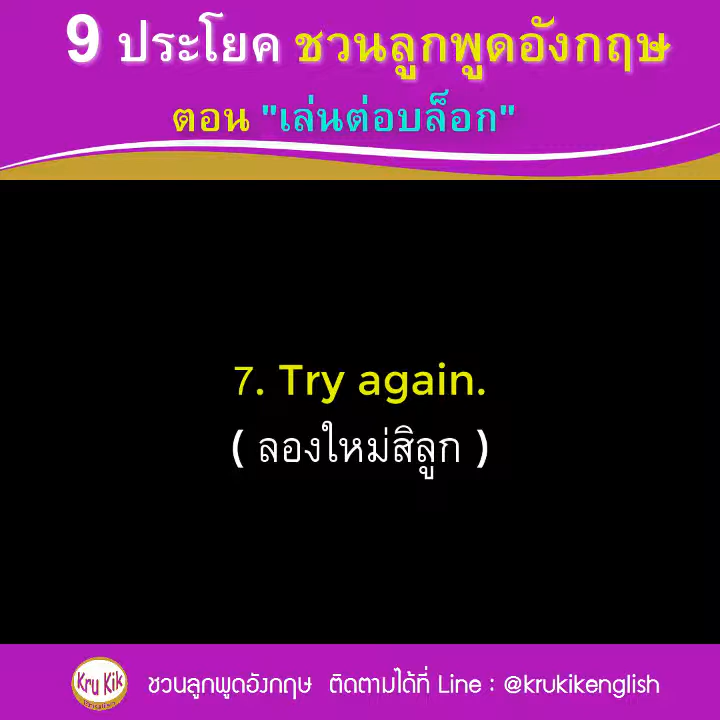 9 ประโยค ชวนลูกพูดอังกฤษ
ตอน "เล่นต่อบล็อก"
7. Try again.
( ลองใหม่สิลูก )
Kru Kik
ชวนลูกพูดอังกฤษ ติดตามได้ที่ Line : @krukikenglish